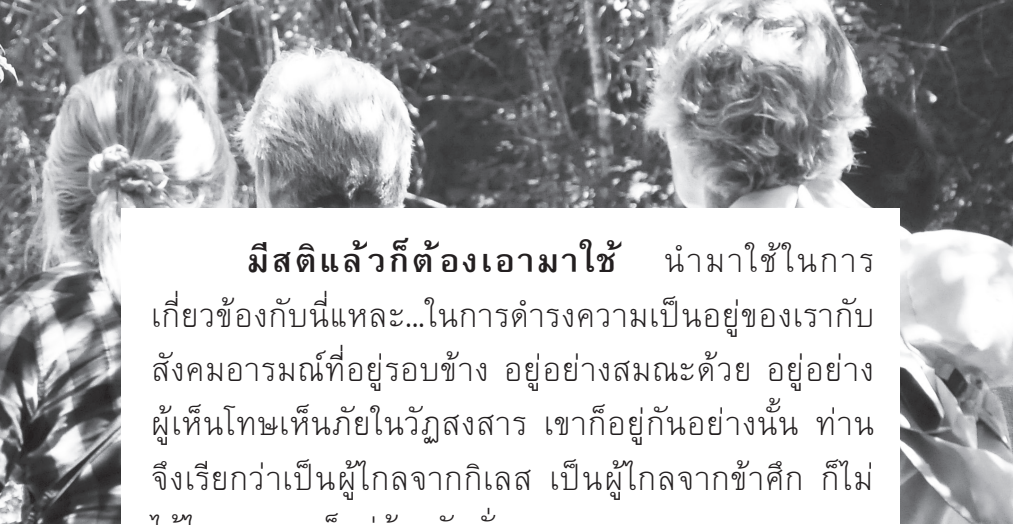 มีสติแล้วก็ต้องเอามาใช้ นำมาใช้ในการ
เกี่ยวข้องกับนี่แหละ...ในการดำรงความเป็นอยู่ของเรากับ
สังคมอารมณ์ที่อยู่รอบข้าง อยู่อย่างสมณะด้วย อยู่อย่าง
ผู้เห็นโทษเห็นภัยในวัฏสงสาร เขาก็อยู่กันอย่างนั้น ท่าน
จึงเรียกว่าเป็นผู้ไกลจากกิเลส เป็นผู้ไกลจากข้าศึก ก็ไม่